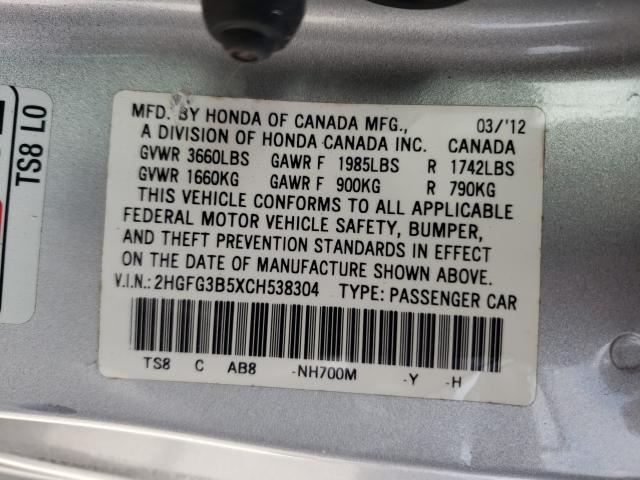 TS8 LO
MFD. BY HONDA OF CANADA MFG., 03/'12
A DIVISION OF HONDA CANADA INC. CANADA
GVWR 3660LBS GAWR F 1985LBS R 1742LBS
GVWR 1660KG GAWR F 900KG R 790KG
THIS VEHICLE CONFORMS TO ALL APPLICABLE
FEDERAL MOTOR VEHICLE SAFETY, BUMPER,
AND THEFT PREVENTION STANDARDS IN EFFECT
ON THE DATE OF MANUFACTURE SHOWN ABOVE.
V.I.N.: 2HGFG3B5XCH538304 TYPE: PASSENGER CAR
TS8 C AB8 -NH700M -Y -H